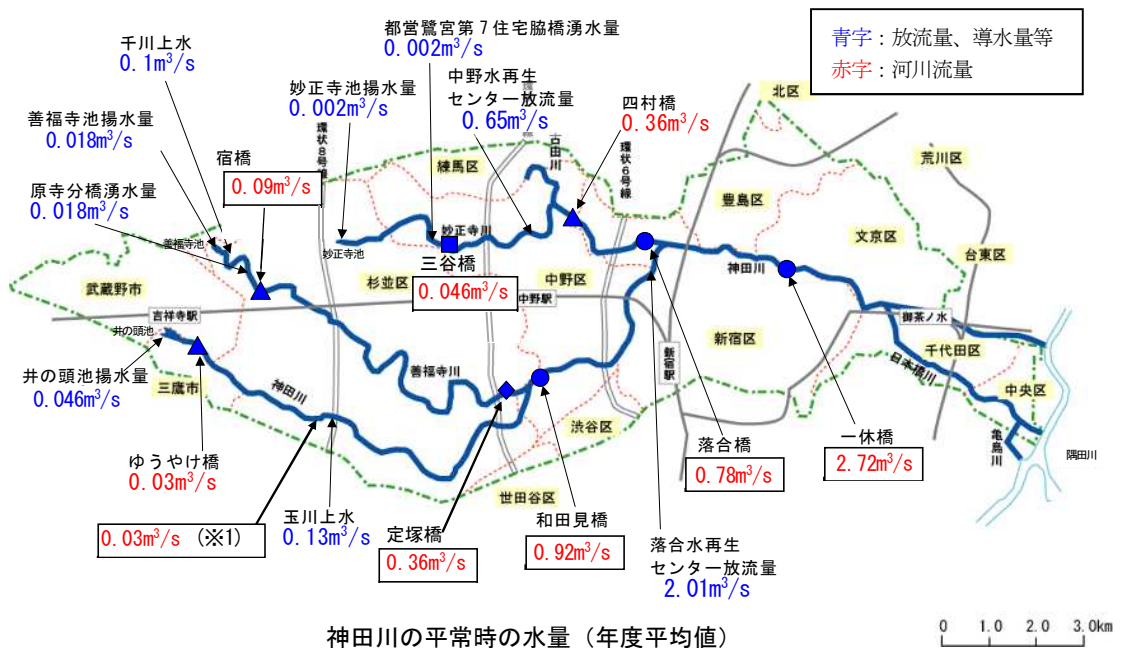 都営鷺宮第7住宅脇橋湧水量
0.002m³/s
千川上水
0.1m³/s
妙正寺池揚水量
0.002m³/s
中野水再生
センター放流量
0.65m³/s
四村橋
0.36m³/s
青字：放流量、導水量等
赤字：河川流量
善福寺池揚水量
0.018m³/s
宿橋
0.09m³/s
原寺分橋湧水量
0.018m³/s
環状8号線
古田川
環状6号線
北区
荒川区
練馬区
豊島区
文京区
台東区
善福寺池
妙正寺池
妙正寺川
三谷橋
0.046m³/s
杉並区
中野区
中野駅
神田川
武蔵野市
吉祥寺駅
井の頭池
新宿区
新宿駅
御茶ノ水
千代田区
日本橋川
中央区
亀島川
隅田川
井の頭池揚水量
0.046m³/s
三鷹市
神田川
善福寺川
渋谷区
世田谷区
ゆうやけ橋
0.03m³/s
0.03m³/s （※1）
玉川上水
0.13m³/s
定塚橋
0.36m³/s
和田見橋
0.92m³/s
落合橋
0.78m³/s
一休橋
2.72m³/s
落合水再生
センター放流量
2.01m³/s
神田川の平常時の水量（年度平均値）
0 1.0 2.0 3.0km